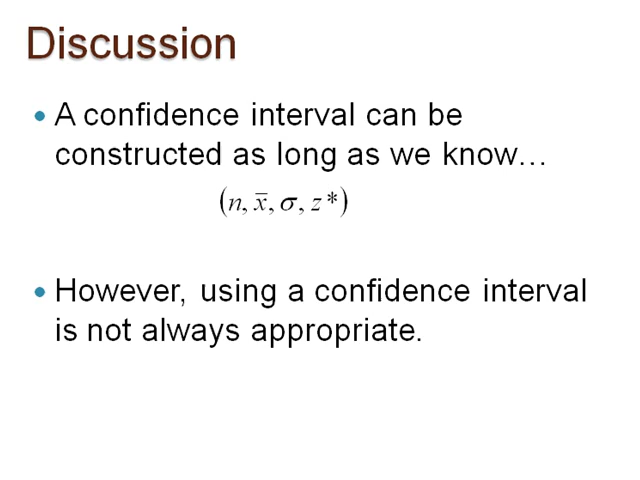 Discussion
• A confidence interval can be
constructed as long as we know…
(n, x̄, σ, z*)
• However, using a confidence interval
is not always appropriate.